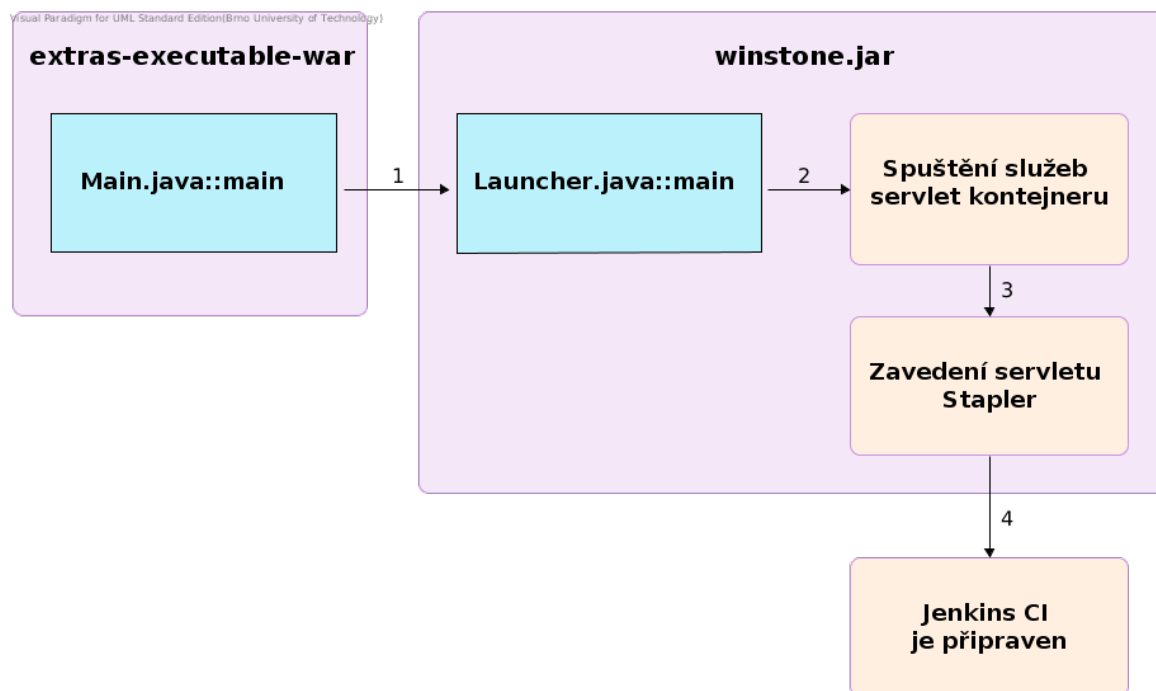 Visual Paradigm for UML Standard Edition(Brno University of Technology)
extras-executable-war
winstone.jar
Main.java::main
1
Launcher.java::main
2
Spuštění služeb
servlet kontejneru
3
Zavedení servletu
Stapler
4
Jenkins CI
je připraven